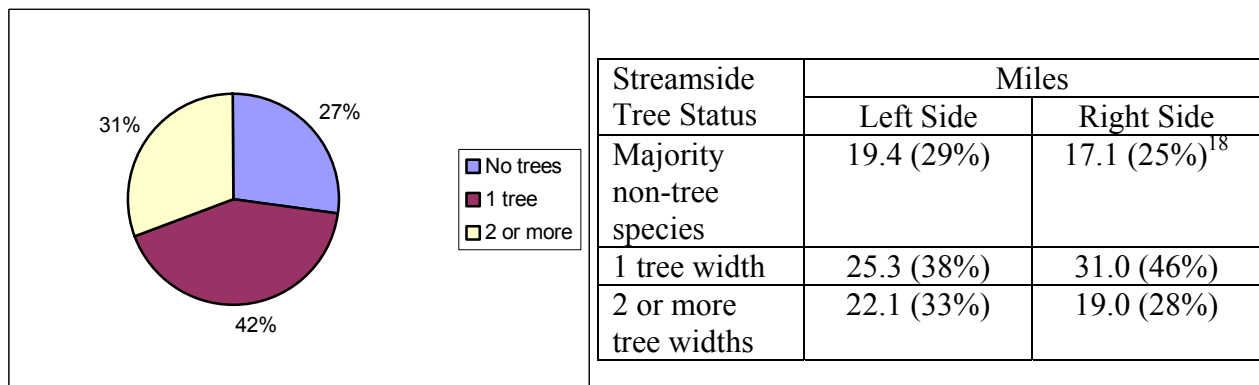 31%
27%
42%
No trees
1 tree
2 or more
Streamside
Tree Status
Miles
Left Side
Right Side
Majority
non-tree
species
19.4 (29%)
17.1 (25%)18
1 tree width
25.3 (38%)
31.0 (46%)
2 or more
tree widths
22.1 (33%)
19.0 (28%)